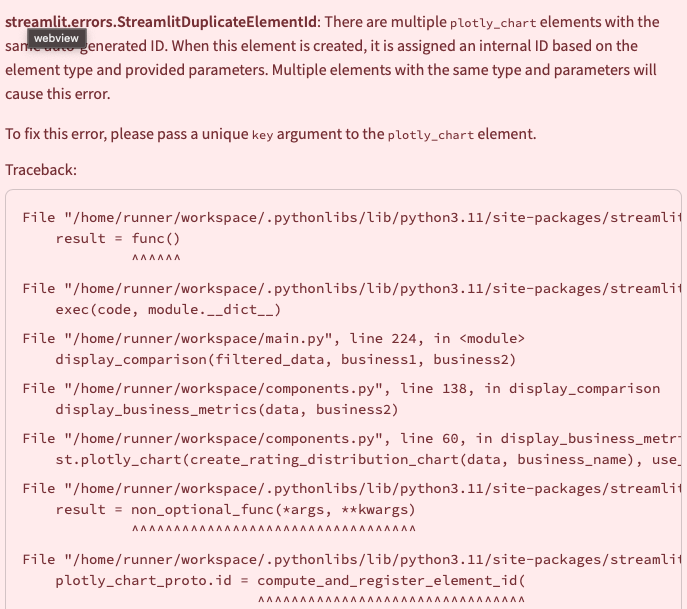 streamlit.errors.StreamlitDuplicateElementId: There are multiple plotly_chart elements with the
same auto-generated ID. When this element is created, it is assigned an internal ID based on the
webview
element type and provided parameters. Multiple elements with the same type and parameters will
cause this error.
To fix this error, please pass a unique key argument to the plotly_chart element.
Traceback:
File "/home/runner/workspace/.pythonlibs/lib/python3.11/site-packages/streamlit
result = func()
^^^^^^
File "/home/runner/workspace/.pythonlibs/lib/python3.11/site-packages/streamlit
exec(code, module.__dict__)
File "/home/runner/workspace/main.py", line 224, in <module>
display_comparison(filtered_data, business1, business2)
File "/home/runner/workspace/components.py", line 138, in display_comparison
display_business_metrics(data, business2)
File "/home/runner/workspace/components.py", line 60, in display_business_metri
st.plotly_chart(create_rating_distribution_chart(data, business_name), use_
File "/home/runner/workspace/.pythonlibs/lib/python3.11/site-packages/streamlit
result = non_optional_func(*args, **kwargs)
^^^^^^^^^^^^^^^^^^^^^^^^^^^^^^^^^^
File "/home/runner/workspace/.pythonlibs/lib/python3.11/site-packages/streamlit
plotly_chart_proto.id = compute_and_register_element_id(
^^^^^^^^^^^^^^^^^^^^^^^^^^^^^^^^